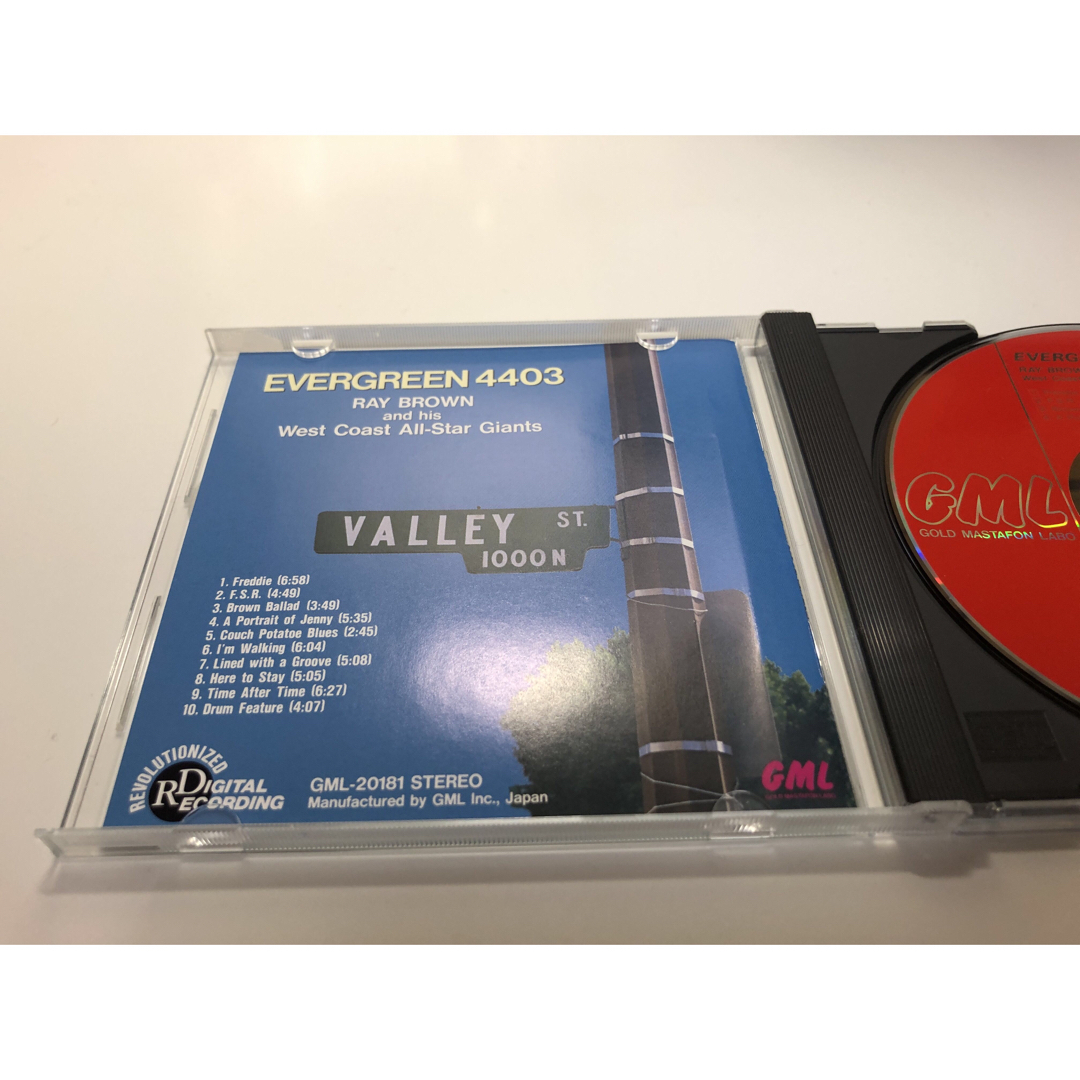 EVERGREEN 4403
RAY BROWN
and his
West Coast All-Star Giants
VALLEY ST.
1000 N
1. Freddie (6:58)
2. F.S.R. (4:49)
3. Brown Ballad (3:49)
4. A Portrait of Jenny (5:35)
5. Couch Potatoe Blues (2:45)
6. I'm Walking (6:04)
7. Lined with a Groove (5:08)
8. Here to Stay (5:05)
9. Time After Time (6:27)
10. Drum Feature (4:07)
REVOLUTIONIZED
DIGITAL
RECORDING
GML-20181 STEREO
Manufactured by GML Inc., Japan
GML
EVERG
RAY BROW
GML
GOLD MASTAFON LABO